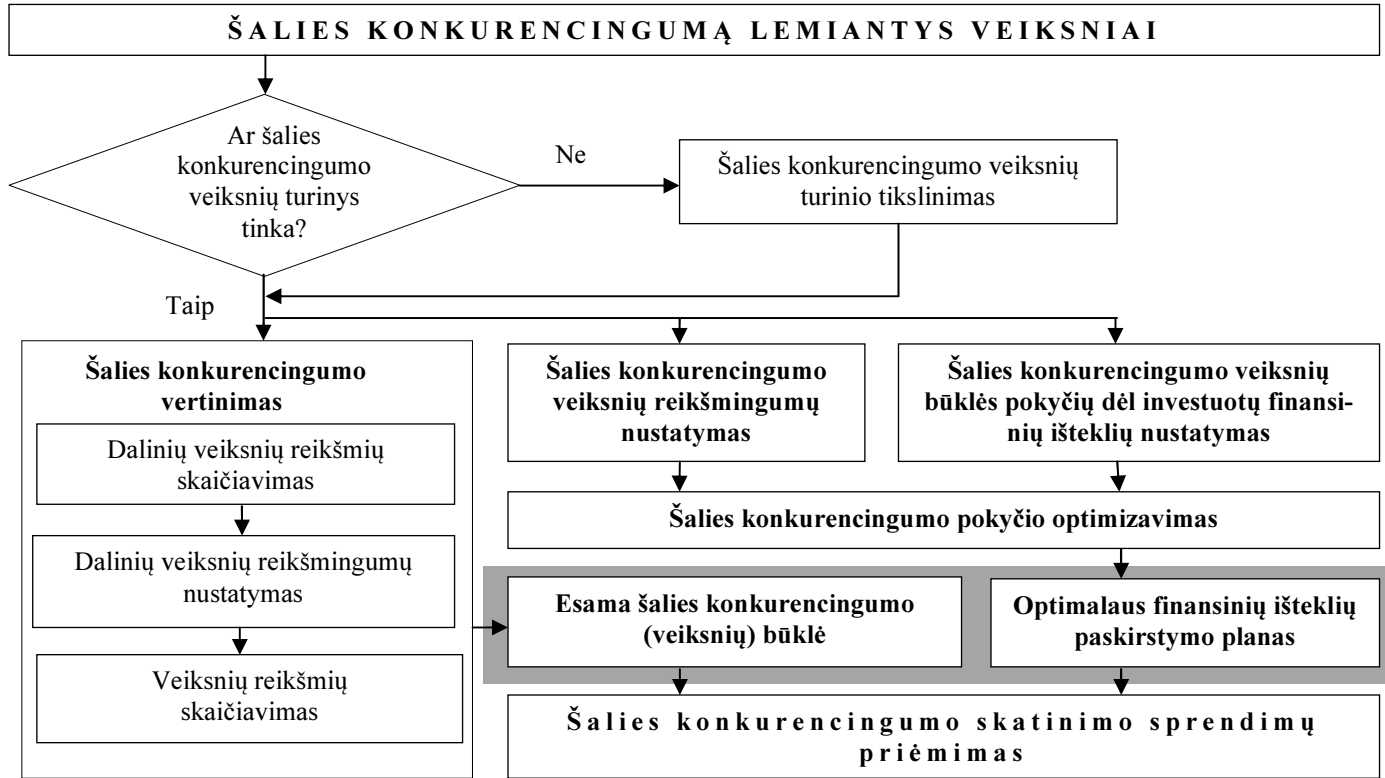 ŠALIES KONKURENCINGUMĄ LEMIANTYS VEIKSNIAI
Ar šalies
konkurencingumo
veiksnių turinys
tinka?
Ne
Šalies konkurencingumo veiksnių
turinio tikslinimas
Taip
Šalies konkurencingumo
vertinimas
Dalinių veiksnių reikšmių
skaičiavimas
Dalinių veiksnių reikšmingumų
nustatymas
Veiksnių reikšmių
skaičiavimas
Šalies konkurencingumo
veiksnių reikšmingumų
nustatymas
Šalies konkurencingumo veiksnių
būklės pokyčių dėl investuotų finansi-
nių išteklių nustatymas
Šalies konkurencingumo pokyčio optimizavimas
Esama šalies konkurencingumo
(veiksnių) būklė
Optimalaus finansinių išteklių
paskirstymo planas
Šalies konkurencingumo skatinimo sprendimų
priėmimas